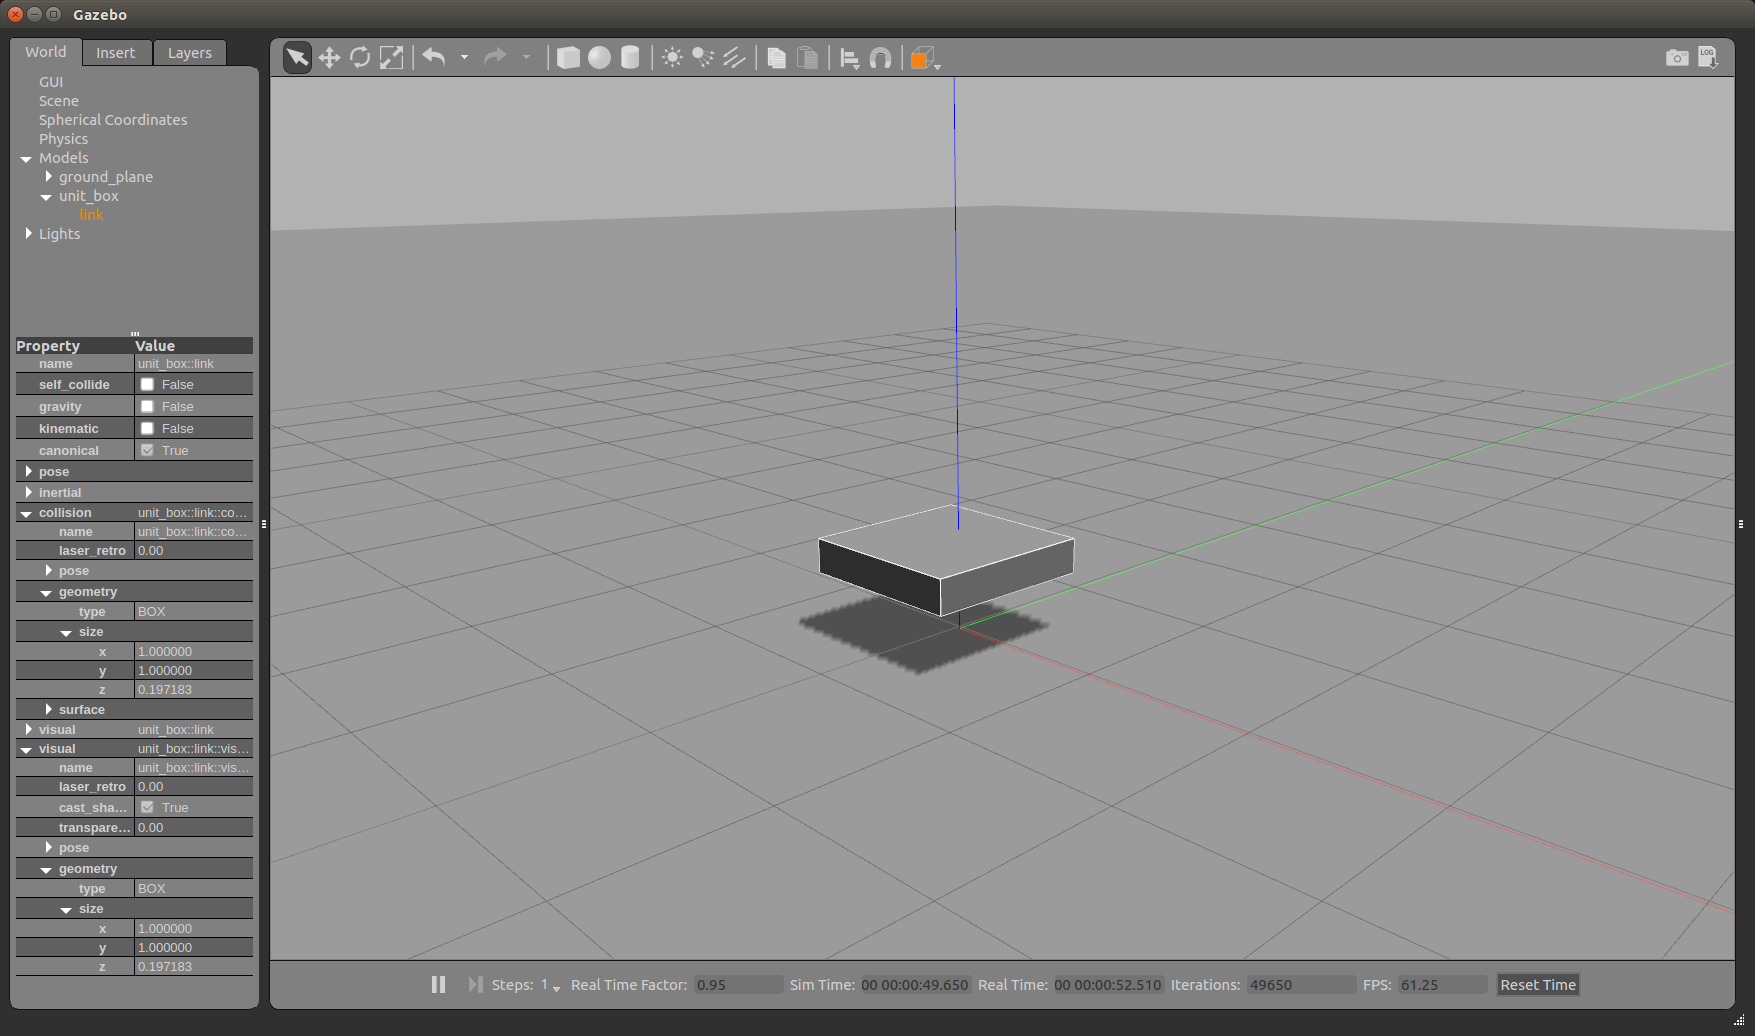 Gazebo
World Insert Layers
GUI
Scene
Spherical Coordinates
Physics
Models
ground_plane
unit_box
link
Lights
Property Value
name unit_box::link
self_collide False
gravity False
kinematic False
canonical True
pose
inertial
collision unit_box::link::co...
name unit_box::link::co...
laser_retro 0.00
pose
geometry
type BOX
size
x 1.000000
y 1.000000
z 0.197183
surface
visual unit_box::link
visual unit_box::link::vis...
name unit_box::link::vis...
laser_retro 0.00
cast_sha... True
transpare... 0.00
pose
geometry
type BOX
size
x 1.000000
y 1.000000
z 0.197183
LOG
Steps: 1 Real Time Factor: 0.95 Sim Time: 00 00:00:49.650 Real Time: 00 00:00:52.510 Iterations: 49650 FPS: 61.25 Reset Time